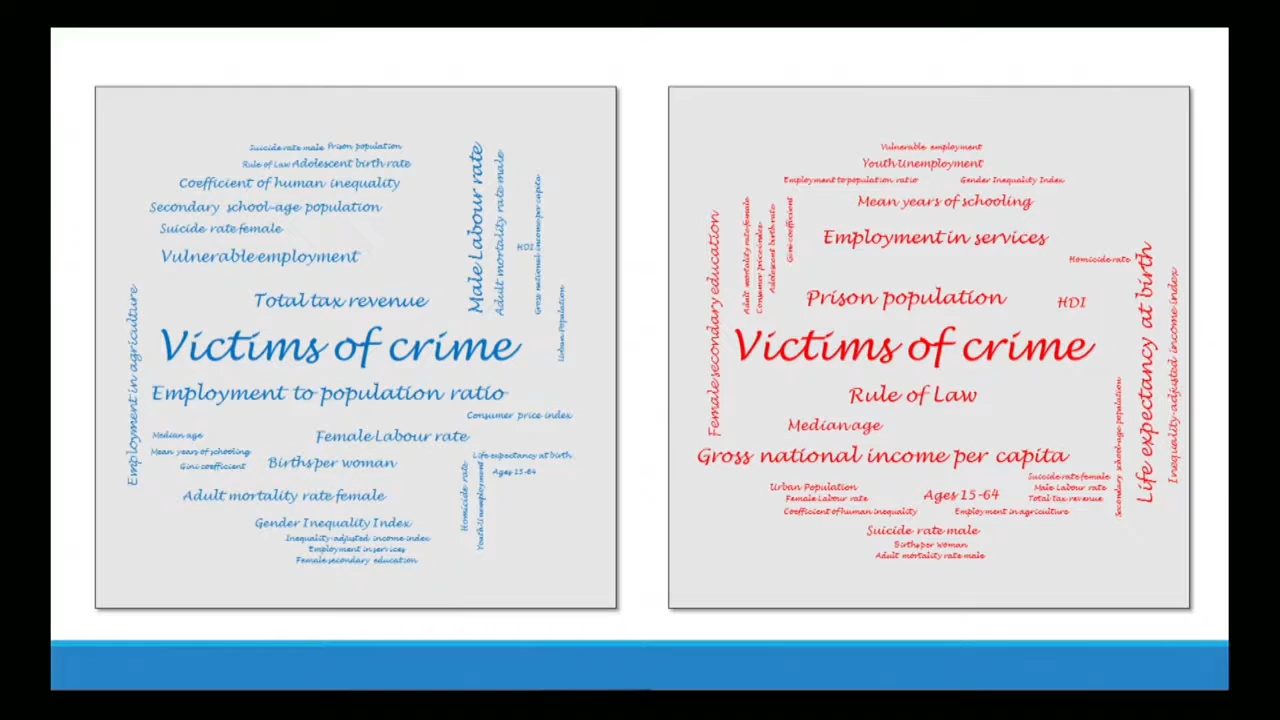 Suicide rate male Prison population
Rule of Law Adolescent birth rate
Coefficient of human inequality
Secondary school-age population
Suicide rate female
Vulnerable employment
Total tax revenue
Male Labour rate
Adult mortality rate male
HDI
Gross national income per capita
Urban Population
Employment in agriculture
Victims of crime
Employment to population ratio
Consumer price index
Median age
Female Labour rate
Mean years of schooling
Life expectancy at birth
Gini coefficient
Births per woman
Ages 15-64
Homicide rate
Youth Unemployment
Adult mortality rate female
Gender Inequality Index
Inequality-adjusted income index
Employment in services
Female secondary education
Vulnerable employment
Youth Unemployment
Employment to population ratio
Gender Inequality Index
Mean years of schooling
Employment in services
Female secondary education
Adult mortality rate female
Consumer price index
Adolescent birth rate
Gini coefficient
Homicide rate
Prison population
HDI
Life expectancy at birth
Inequality-adjusted income index
Victims of crime
Rule of Law
Median age
Secondary school-age population
Gross national income per capita
Suicide rate female
Urban Population
Ages 15-64
Male Labour rate
Female Labour rate
Total tax revenue
Coefficient of human inequality
Employment in agriculture
Suicide rate male
Births per woman
Adult mortality rate male